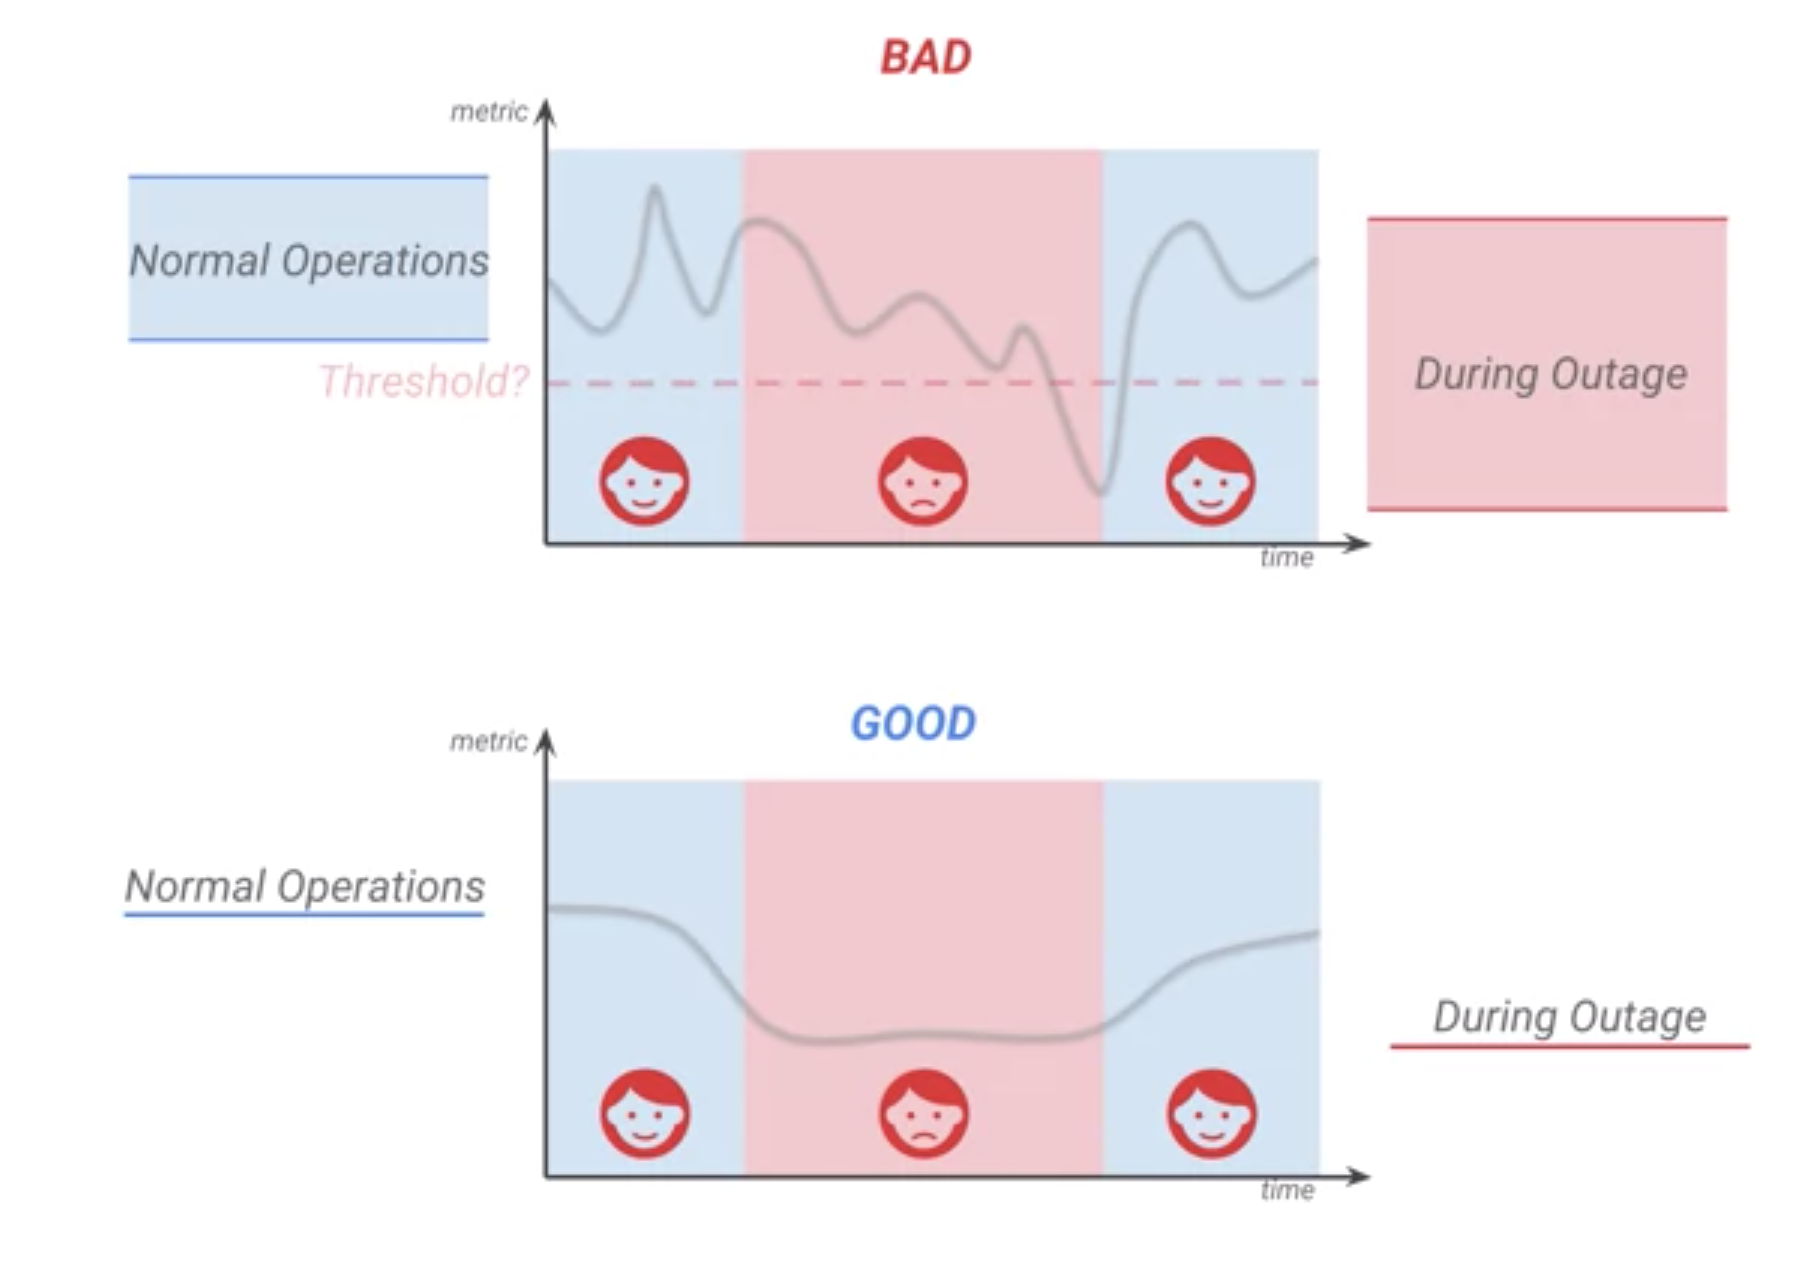 BAD
metric
Normal Operations
Threshold?
During Outage
time
GOOD
metric
Normal Operations
During Outage
time